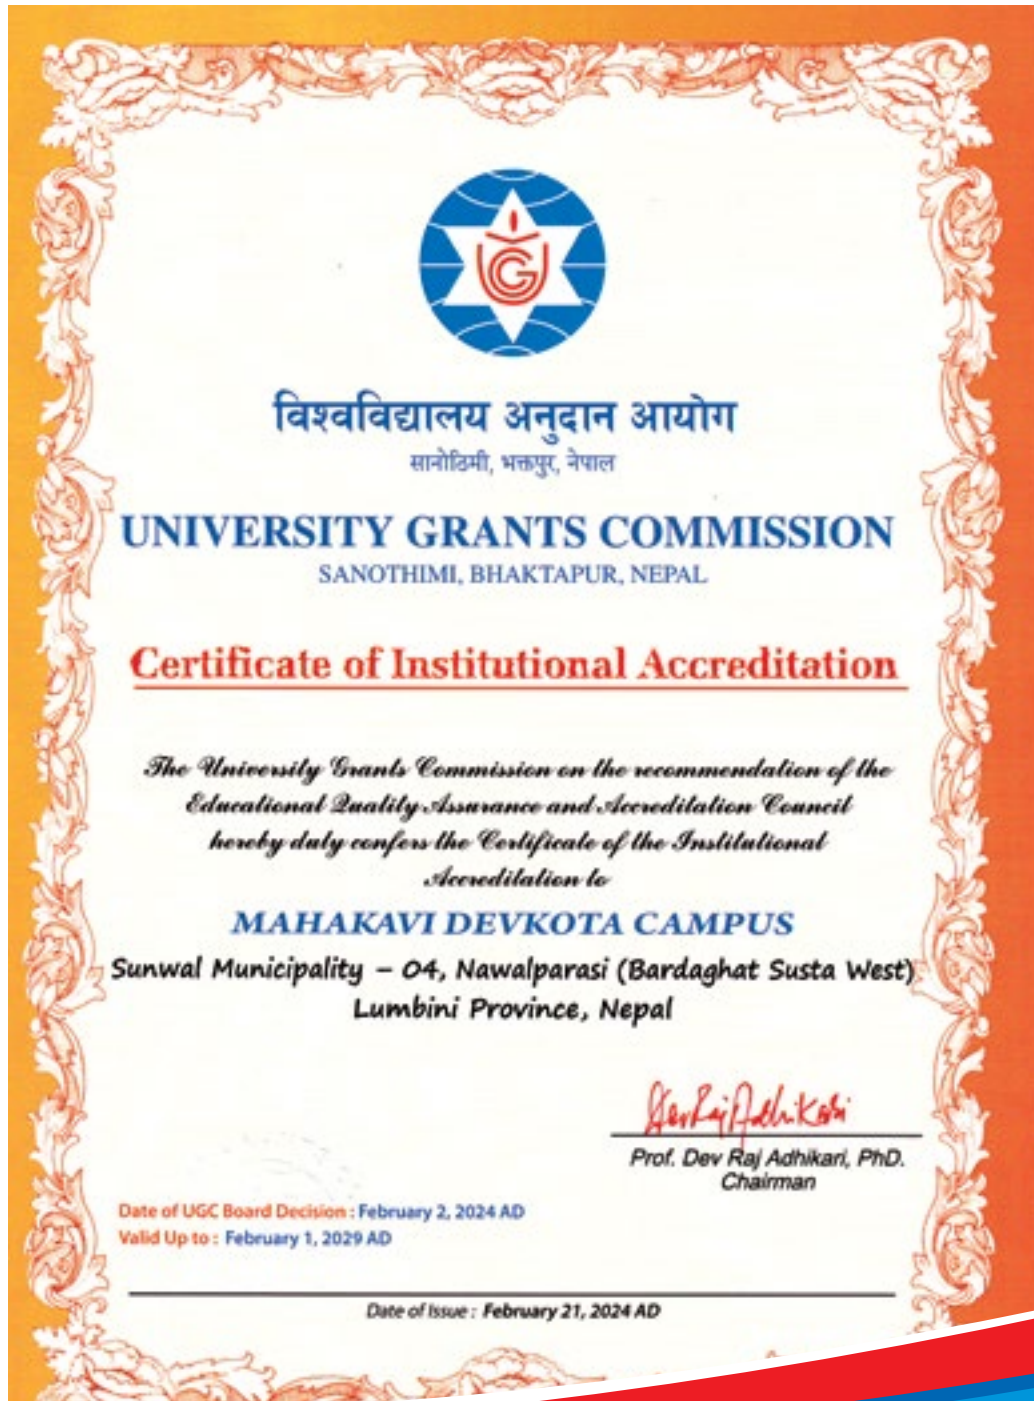 UGC
विश्वविद्यालय अनुदान आयोग
सानोठिमी, भक्तपुर, नेपाल
UNIVERSITY GRANTS COMMISSION
SANOTHIMI, BHAKTAPUR, NEPAL
Certificate of Institutional Accreditation
The University Grants Commission on the recommendation of the
Educational Quality Assurance and Accreditation Council
hereby duly confers the Certificate of the Institutional
Accreditation to
MAHAKAVI DEVKOTA CAMPUS
Sunwal Municipality – 04, Nawalparasi (Bardaghat Susta West)
Lumbini Province, Nepal
Dev Raj Adhikari
Prof. Dev Raj Adhikari, PhD.
Chairman
Date of UGC Board Decision : February 2, 2024 AD
Valid Up to : February 1, 2029 AD
Date of Issue : February 21, 2024 AD